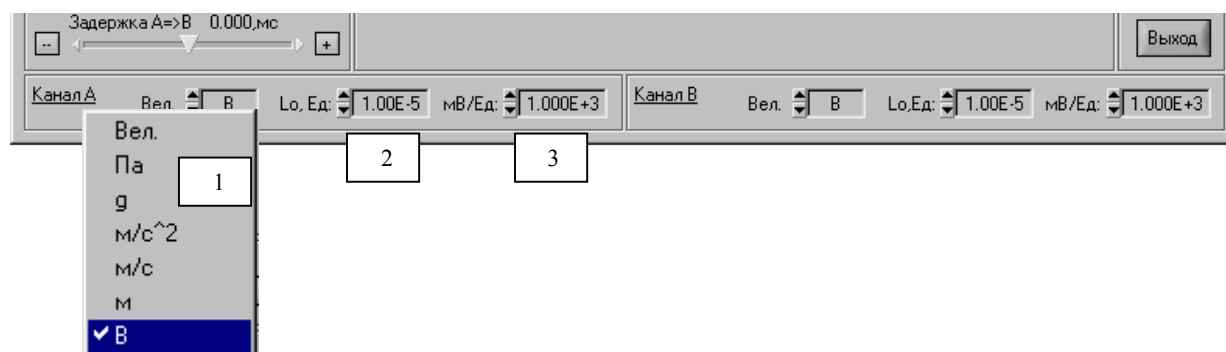 Задержка A=>B 0.000,мс
-- +
Выход
Канал А Вел. В Lo, Ед: 1.00E-5 мВ/Ед: 1.000E+3 Канал В Вел. В Lo,Ед: 1.00E-5 мВ/Ед: 1.000E+3
Вел.
Па
g
м/с^2
м/с
м
В
1
2
3